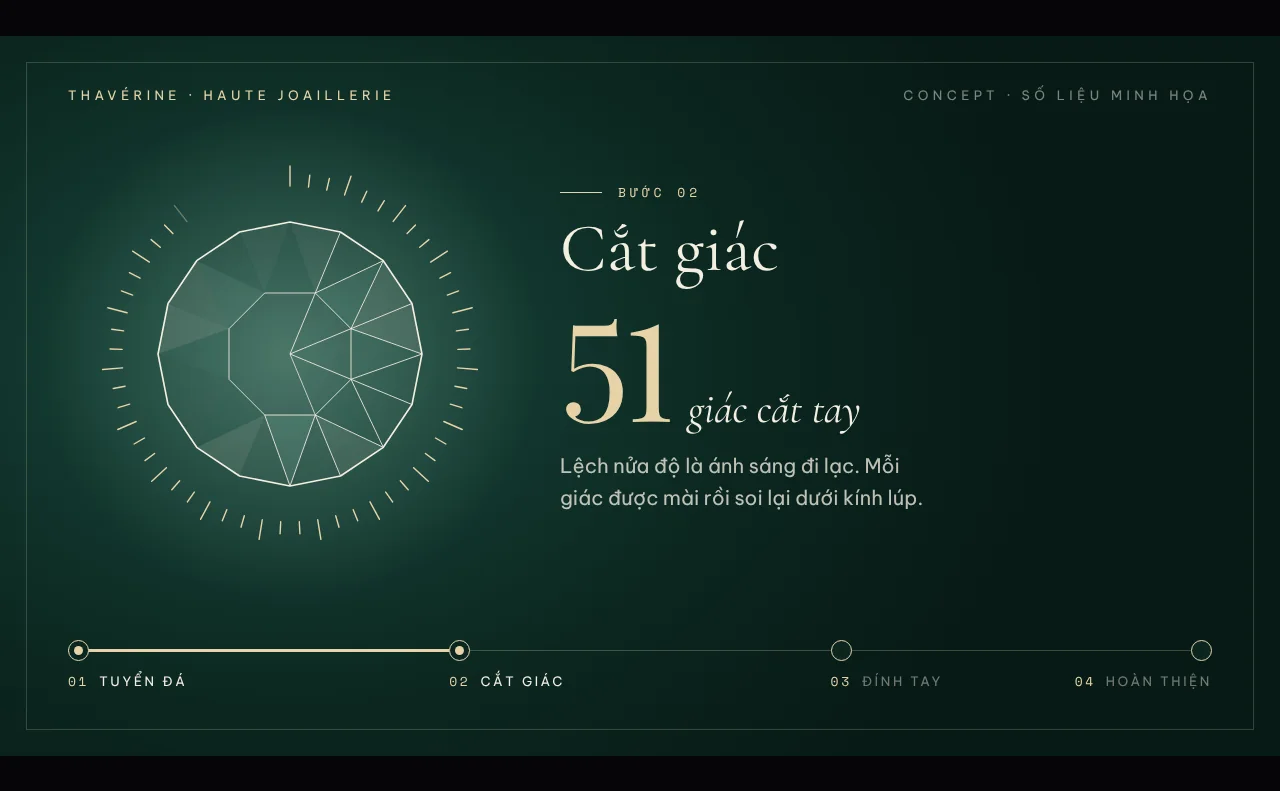 THAVÉRINE · HAUTE JOAILLERIE
CONCEPT · SỐ LIỆU MINH HỌA
BƯỚC 02
Cắt giác
51 giác cắt tay
Lệch nửa độ là ánh sáng đi lạc. Mỗi
giác được mài rồi soi lại dưới kính lúp.
01 TUYỂN ĐÁ
02 CẮT GIÁC
03 ĐÍNH TAY
04 HOÀN THIỆN